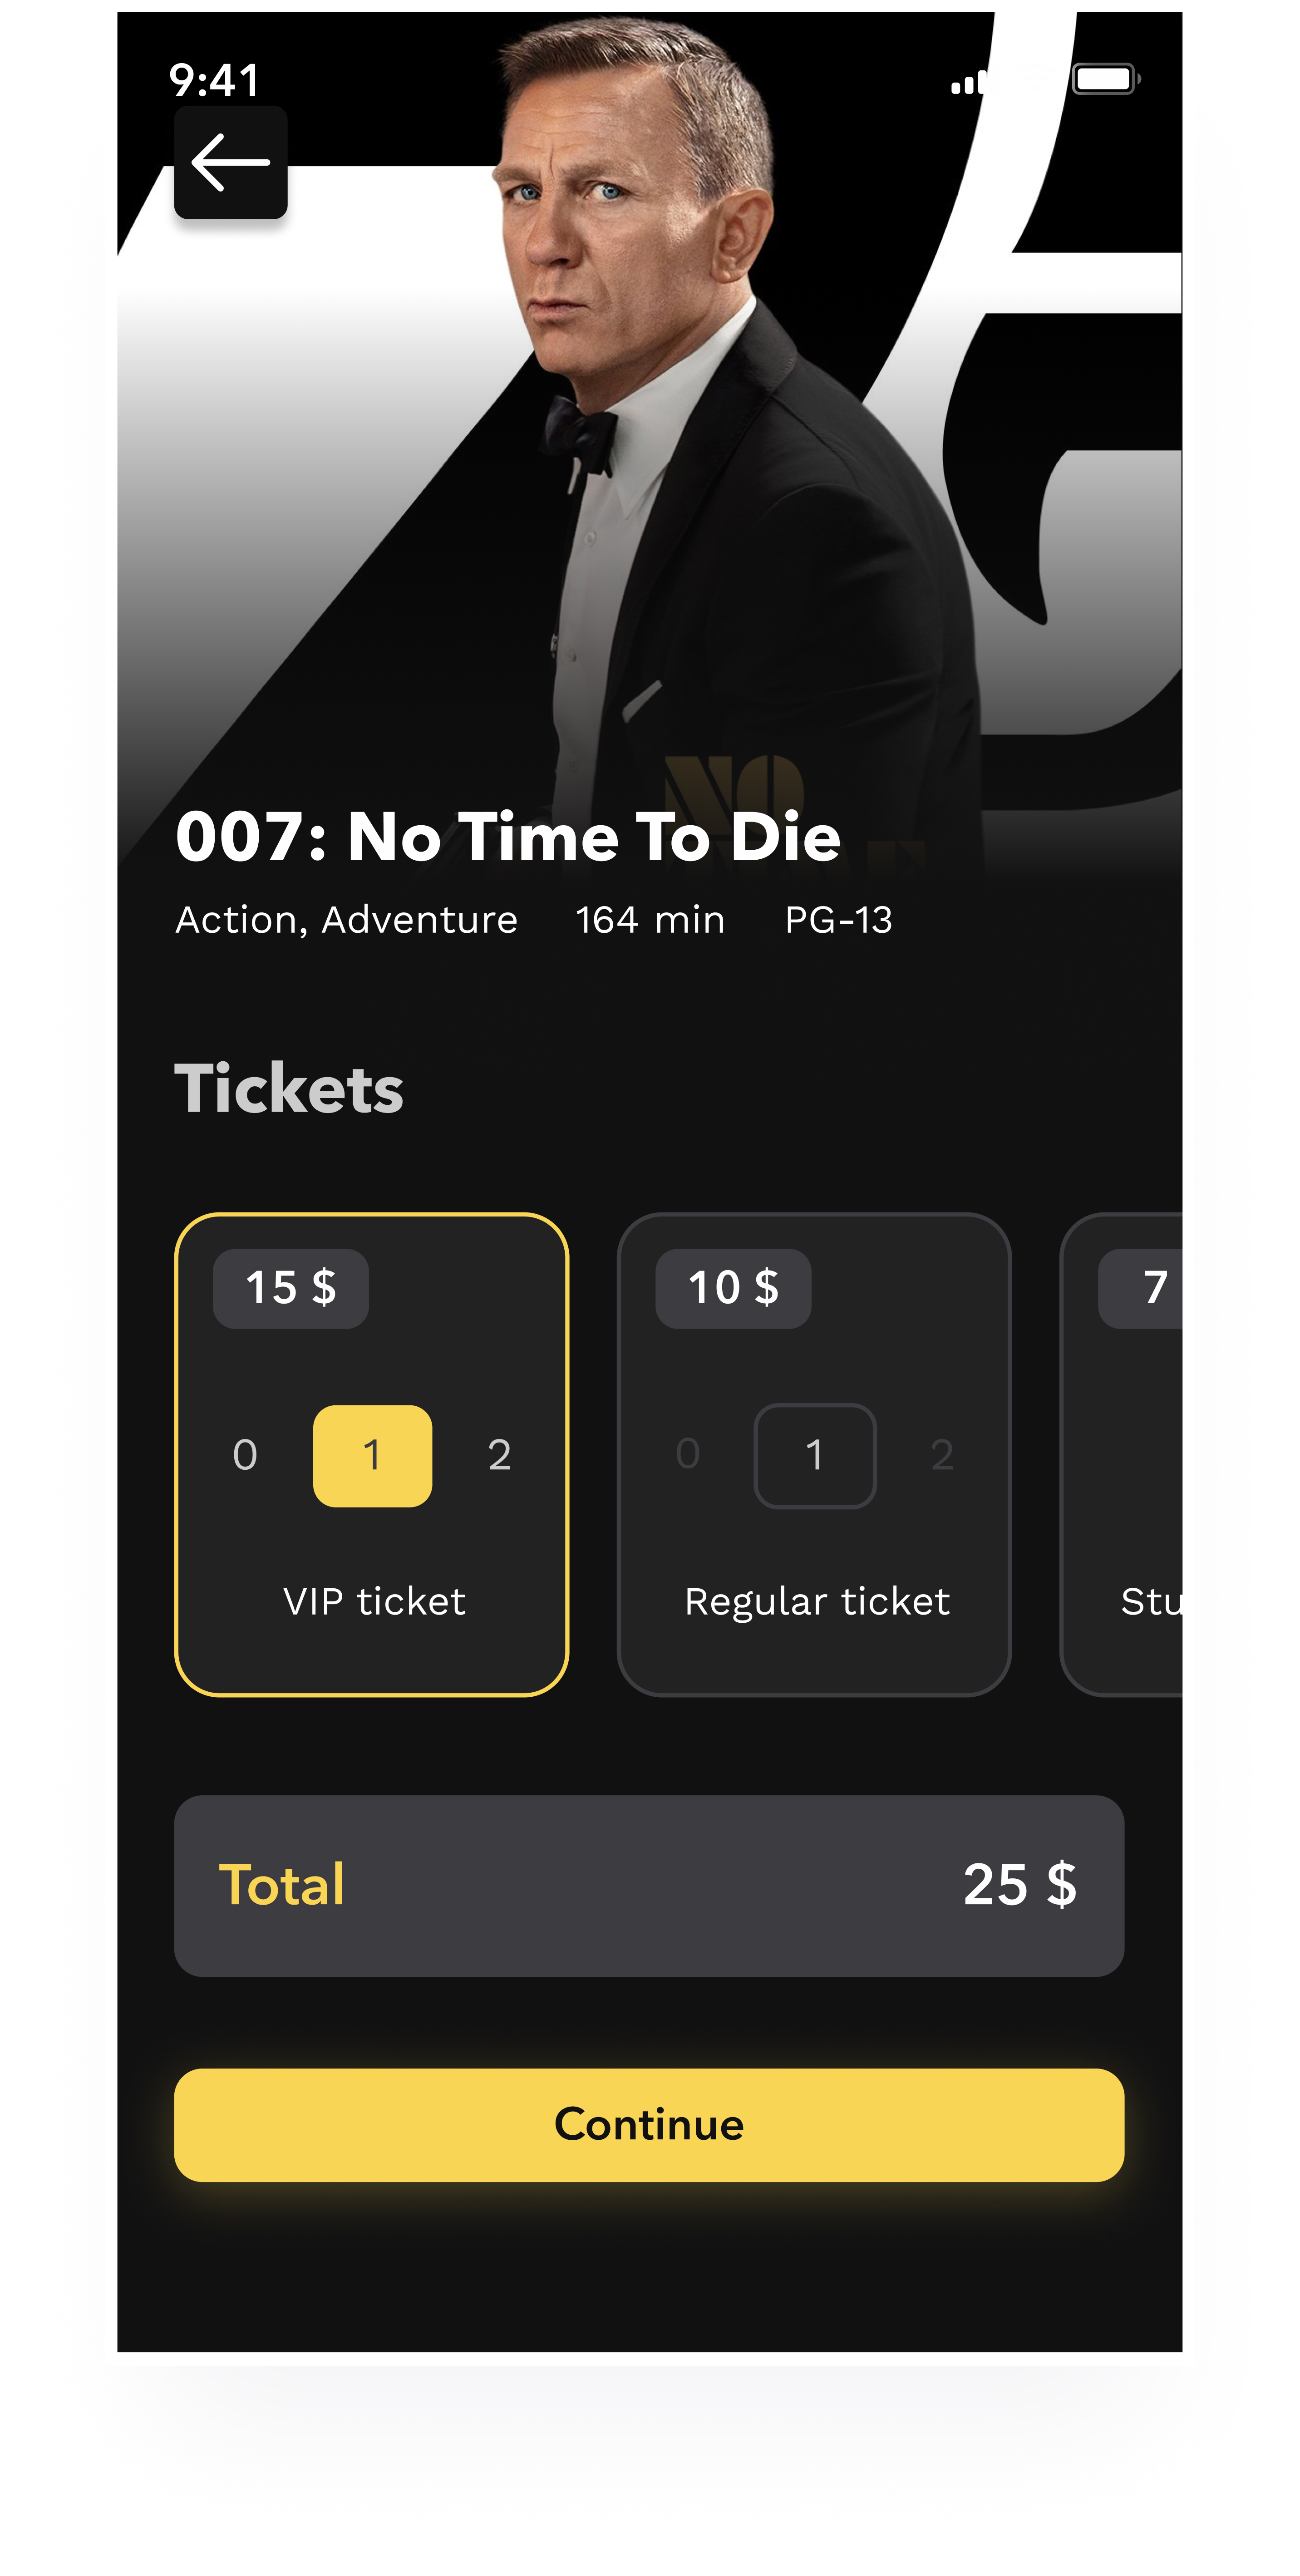 9:41
NO
007: No Time To Die
Action, Adventure 164 min PG-13
Tickets
15 $ 10 $ 7
0 1 2 0 1 2
VIP ticket Regular ticket Stu
Total 25 $
Continue